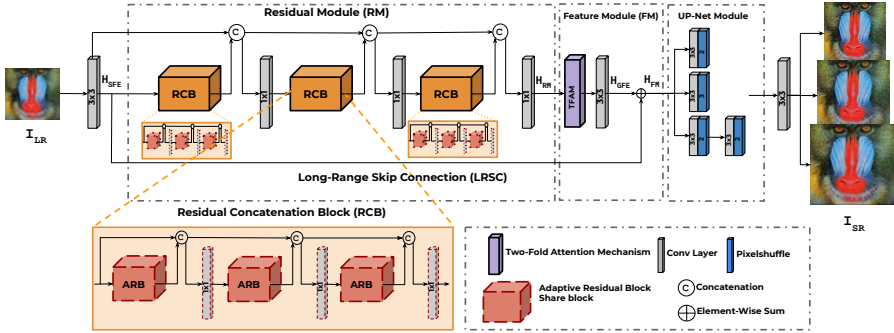 Residual Module (RM)
Feature Module (FM)
UP-Net Module
I_LR
3x3
H_SFE
C
RCB
1x1
C
RCB
1x1
C
RCB
1x1
H_RM
TFAM
3x3
H_GFE
H_FM
3x3
2
3x3
3
3x3
2
3x3
2
3x3
I_SR
Long-Range Skip Connection (LRSC)
Residual Concatenation Block (RCB)
C
C
C
ARB
1x1
ARB
1x1
ARB
1x1
Two-Fold Attention Mechanism
Conv Layer
Pixelshuffle
Adaptive Residual Block
Share block
C
Concatenation
Element-Wise Sum